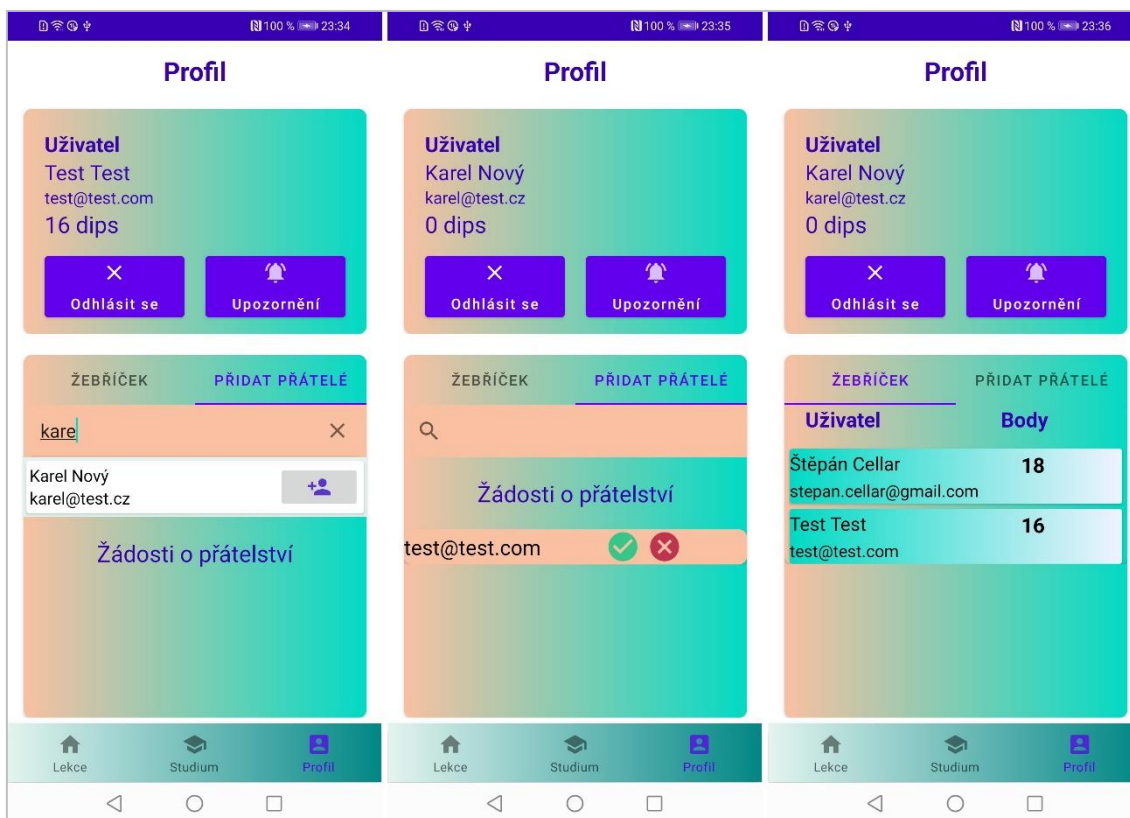 100 % 23:34
Profil
Uživatel
Test Test
test@test.com
16 dips
Odhlásit se Upozornění
ŽEBŘÍČEK PŘIDAT PŘÁTELÉ
kare
Karel Nový
karel@test.cz
Žádosti o přátelství
Lekce Studium Profil
100 % 23:35
Profil
Uživatel
Karel Nový
karel@test.cz
0 dips
Odhlásit se Upozornění
ŽEBŘÍČEK PŘIDAT PŘÁTELÉ
Žádosti o přátelství
test@test.com
Lekce Studium Profil
100 % 23:36
Profil
Uživatel
Karel Nový
karel@test.cz
0 dips
Odhlásit se Upozornění
ŽEBŘÍČEK PŘIDAT PŘÁTELÉ
Uživatel Body
Štěpán Cellar 18
stepan.cellar@gmail.com
Test Test 16
test@test.com
Lekce Studium Profil